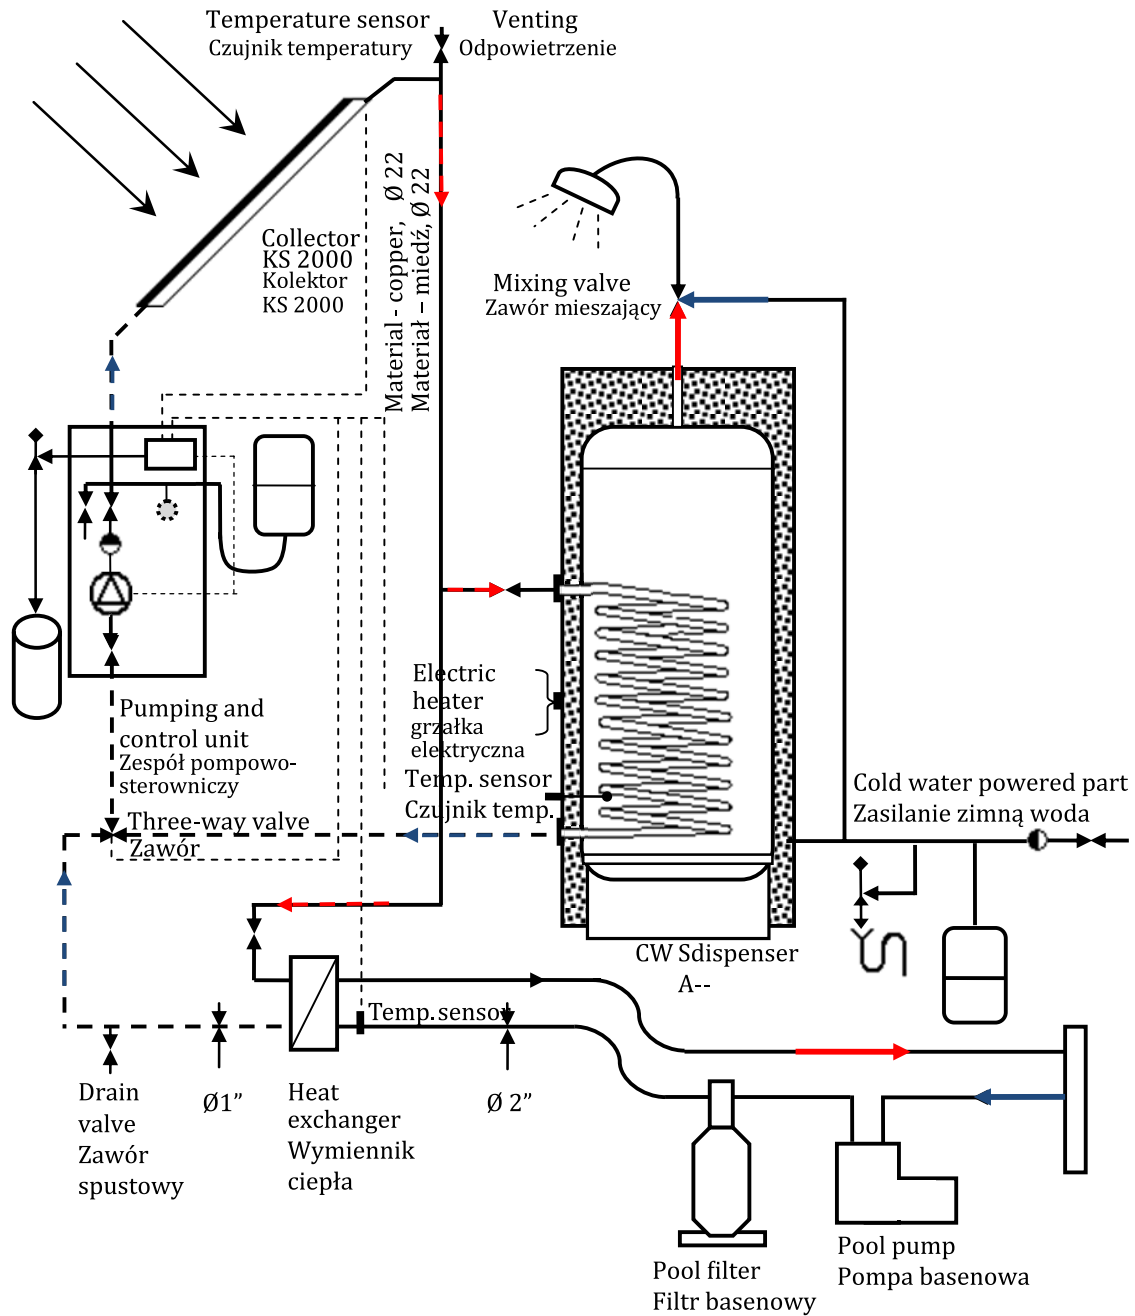 Temperature sensor
Czujnik temperatury
Venting
Odpowietrzenie
Material - copper, Ø 22
Materiał – miedź, Ø 22
Collector
KS 2000
Kolektor
KS 2000
Mixing valve
Zawór mieszający
Electric
heater
grzałka
elektryczna
Temp. sensor
Czujnik temp.
Pumping and
control unit
Zespół pompowo-
sterowniczy
Three-way valve
Zawór
Cold water powered part
Zasilanie zimną woda
CW Sdispenser
A--
Temp. sensor
Drain
valve
Zawór
spustowy
Ø1”
Heat
exchanger
Wymiennik
ciepła
Ø 2”
Pool filter
Filtr basenowy
Pool pump
Pompa basenowa